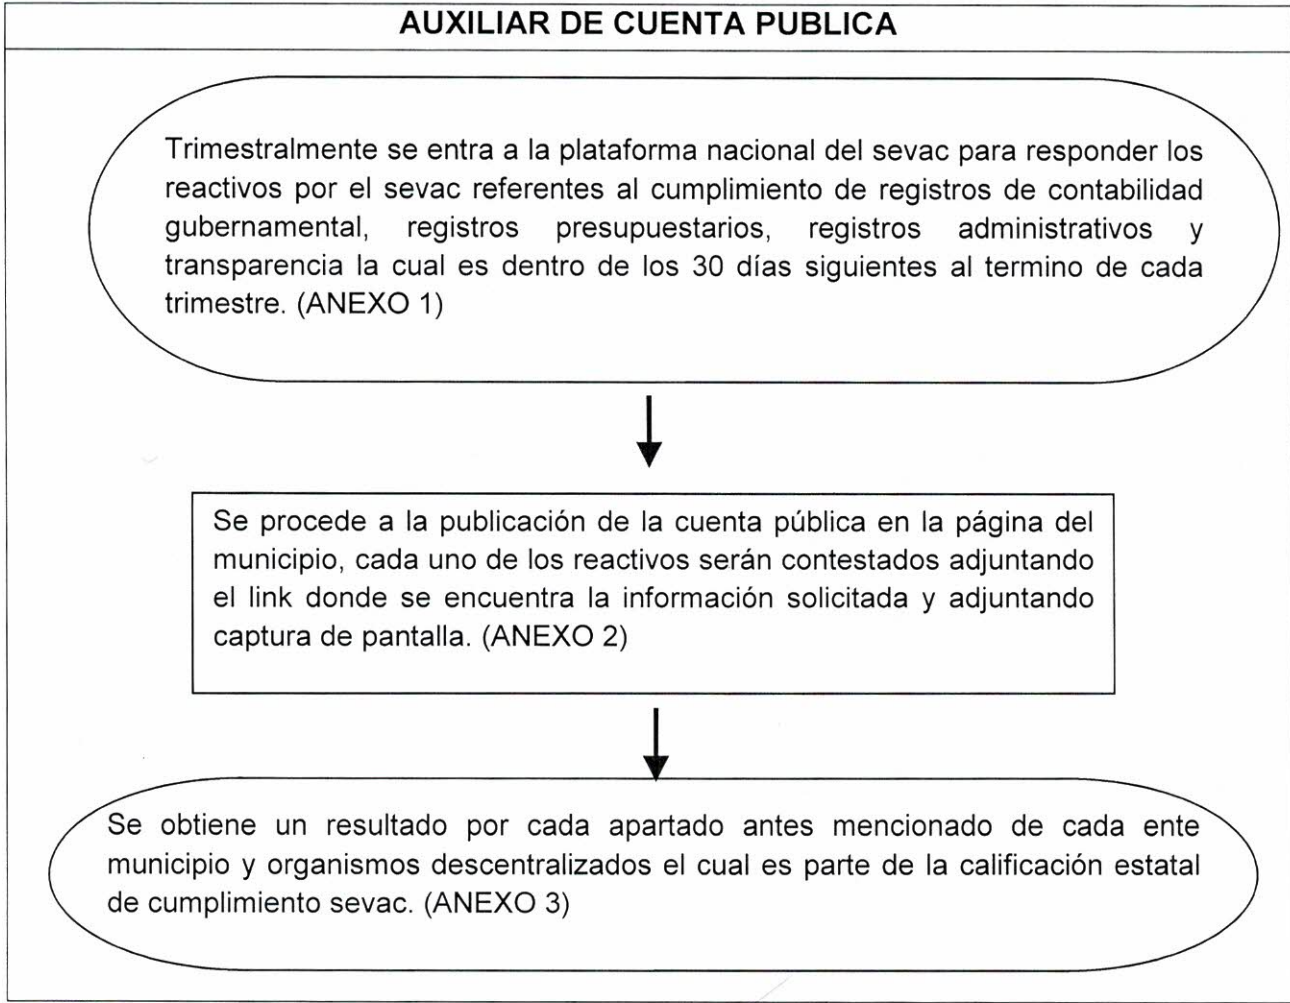 AUXILIAR DE CUENTA PUBLICA
Trimestralmente se entra a la plataforma nacional del sevac para responder los
reactivos por el sevac referentes al cumplimiento de registros de contabilidad
gubernamental, registros presupuestarios, registros administrativos y
transparencia la cual es dentro de los 30 días siguientes al termino de cada
trimestre. (ANEXO 1)
Se procede a la publicación de la cuenta pública en la página del
municipio, cada uno de los reactivos serán contestados adjuntando
el link donde se encuentra la información solicitada y adjuntando
captura de pantalla. (ANEXO 2)
Se obtiene un resultado por cada apartado antes mencionado de cada ente
municipio y organismos descentralizados el cual es parte de la calificación estatal
de cumplimiento sevac. (ANEXO 3)